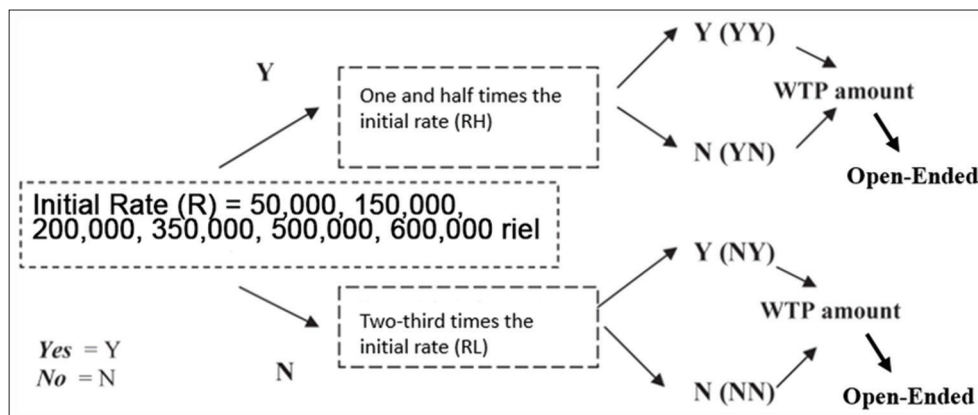 Y
One and half times the
initial rate (RH)
Y (YY)
WTP amount
N (YN)
Open-Ended
Initial Rate (R) = 50,000, 150,000,
200,000, 350,000, 500,000, 600,000 riel
Two-third times the
initial rate (RL)
Y (NY)
WTP amount
N (NN)
Open-Ended
Yes = Y
No = N
N